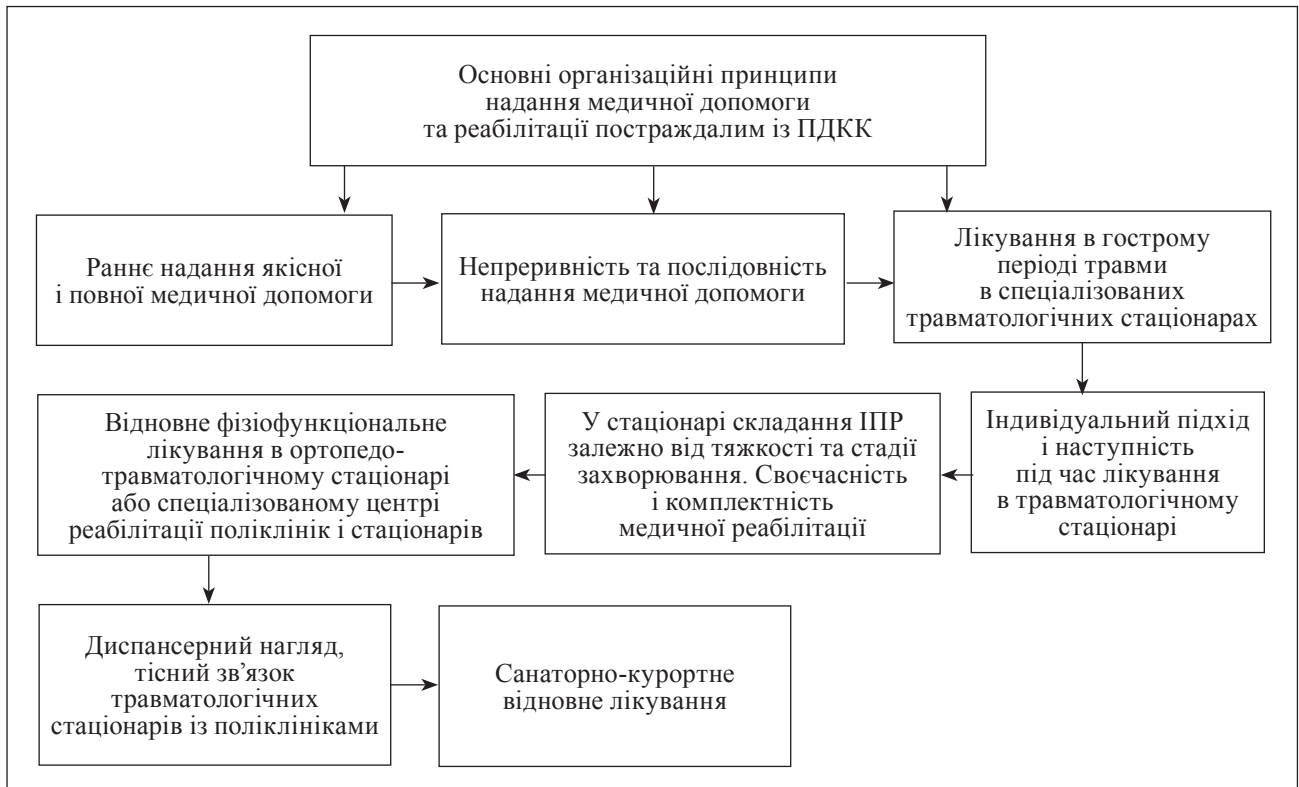 Основні організаційні принципи
надання медичної допомоги
та реабілітації постраждалим із ПДКК
Раннє надання якісної
і повної медичної допомоги
Непреривність та послідовність
надання медичної допомоги
Лікування в гострому
періоді травми
в спеціалізованих
травматологічних стаціонарах
Індивідуальний підхід
і наступність
під час лікування
в травматологічному
стаціонарі
У стаціонарі складання ІПР
залежно від тяжкості та стадії
захворювання. Своєчасність
і комплектність
медичної реабілітації
Відновне фізіофункціональне
лікування в ортопедо-
травматологічному стаціонарі
або спеціалізованому центрі
реабілітації поліклінік і стаціонарів
Диспансерний нагляд,
тісний зв’язок
травматологічних
стаціонарів із поліклініками
Санаторно-курортне
відновне лікування